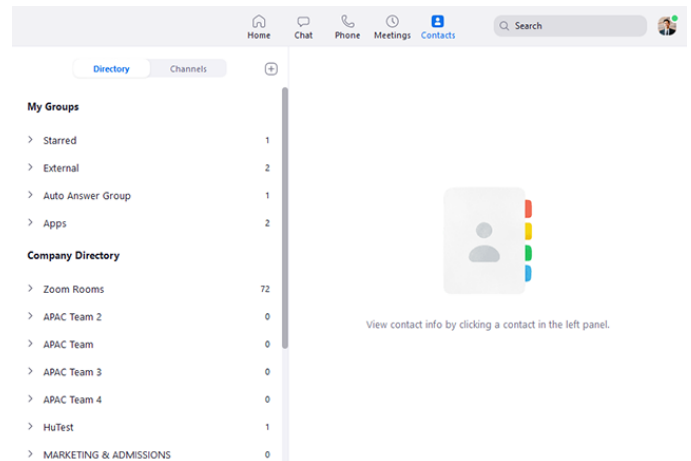 Home Chat Phone Meetings Contacts Search
Directory Channels
My Groups
Starred 1
External 2
Auto Answer Group 1
Apps 2
Company Directory
Zoom Rooms 72
APAC Team 2 0
APAC Team 0
APAC Team 3 0
APAC Team 4 0
HuTest 1
MARKETING & ADMISSIONS 0
View contact info by clicking a contact in the left panel.